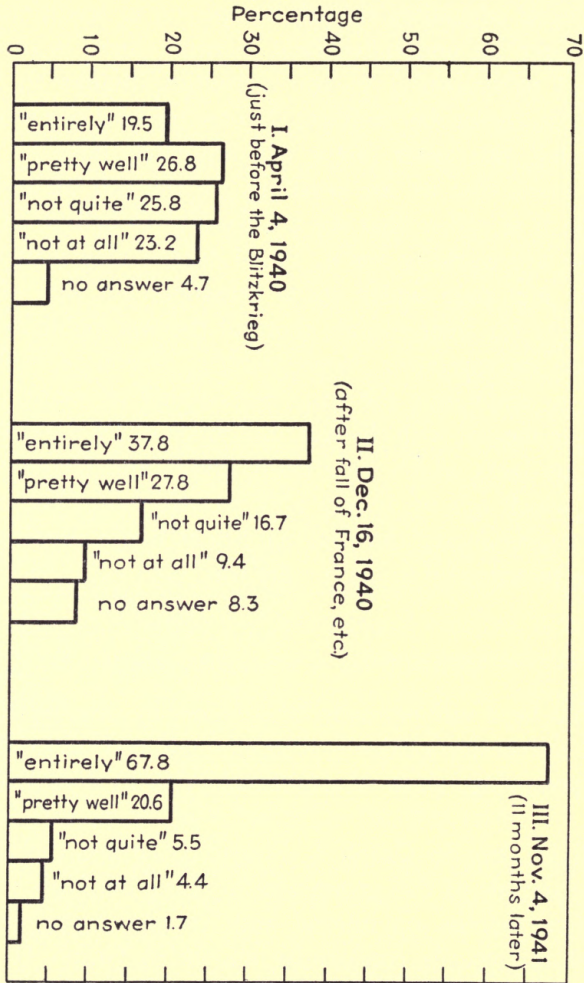 Percentage
0 10 20 30 40 50 60 70
I. April 4, 1940
(just before the Blitzkrieg)
"entirely" 19.5
"pretty well" 26.8
"not quite" 25.8
"not at all" 23.2
no answer 4.7
II. Dec. 16, 1940
(after fall of France, etc.)
"entirely" 37.8
"pretty well" 27.8
"not quite" 16.7
"not at all" 9.4
no answer 8.3
III. Nov. 4, 1941
(11 months later)
"entirely" 67.8
"pretty well" 20.6
"not quite" 5.5
"not at all" 4.4
no answer 1.7